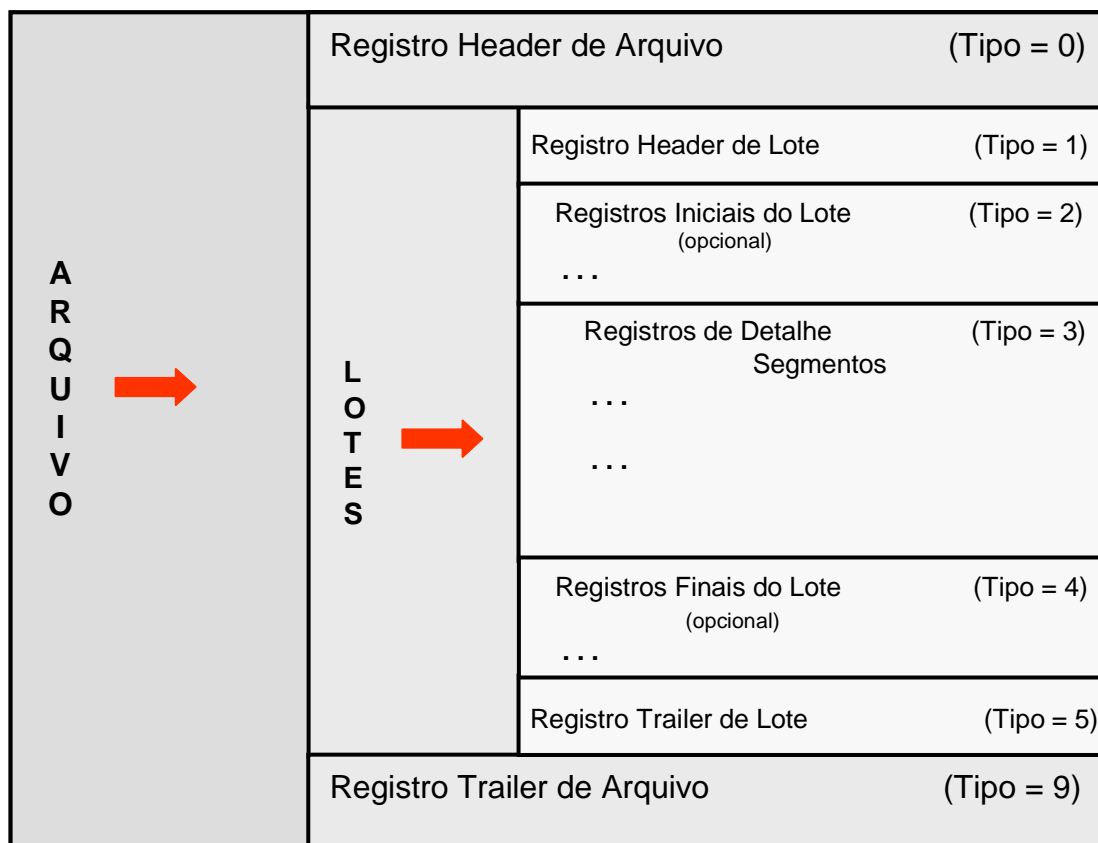 Registro Header de Arquivo (Tipo = 0)
ARQUIVO
LOTES
Registro Header de Lote (Tipo = 1)
Registros Iniciais do Lote (Tipo = 2)
(opcional)
...
Registros de Detalhe (Tipo = 3)
Segmentos
...
...
Registros Finais do Lote (Tipo = 4)
(opcional)
...
Registro Trailer de Lote (Tipo = 5)
Registro Trailer de Arquivo (Tipo = 9)